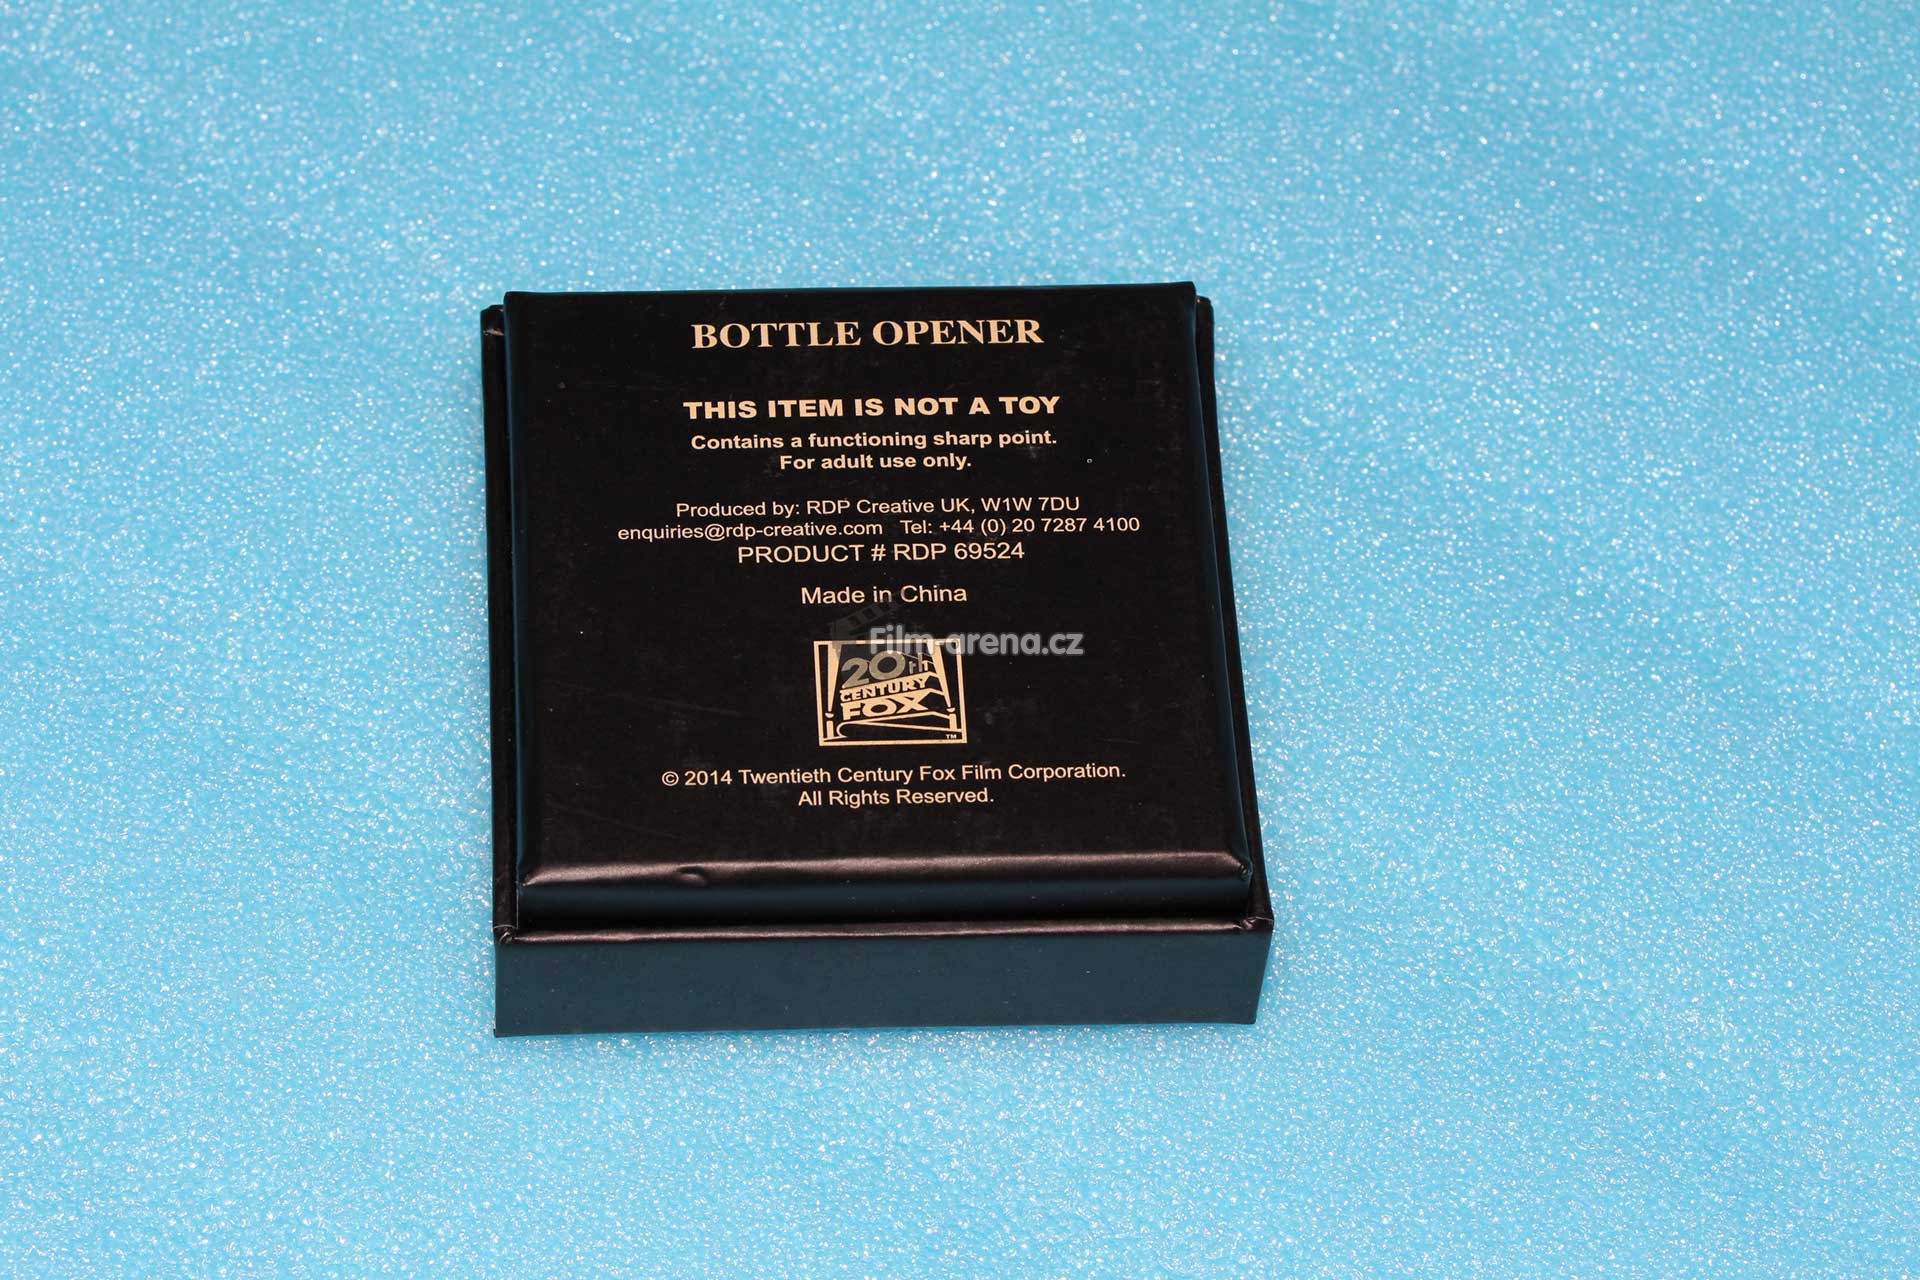 BOTTLE OPENER
THIS ITEM IS NOT A TOY
Contains a functioning sharp point.
For adult use only.
Produced by: RDP Creative UK, W1W 7DU
enquiries@rdp-creative.com Tel: +44 (0) 20 7287 4100
PRODUCT # RDP 69524
Made in China
Film-arena.cz
20th
CENTURY
FOX
TM
© 2014 Twentieth Century Fox Film Corporation.
All Rights Reserved.